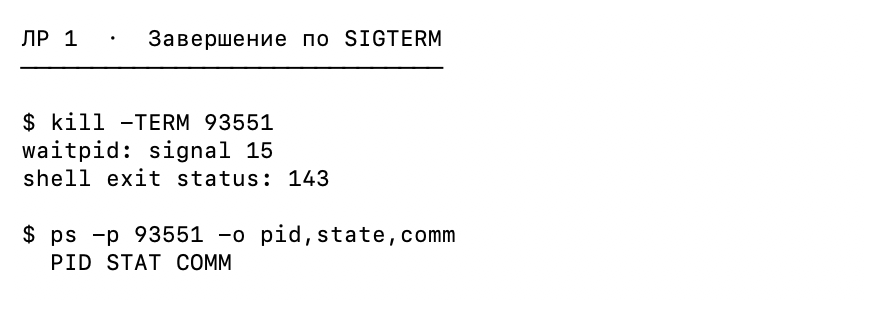 ЛР 1  ·  Завершение по SIGTERM
$ kill −TERM 93551
waitpid: signal 15
shell exit status: 143
$ ps −p 93551 −o pid,state,comm
  PID STAT COMM